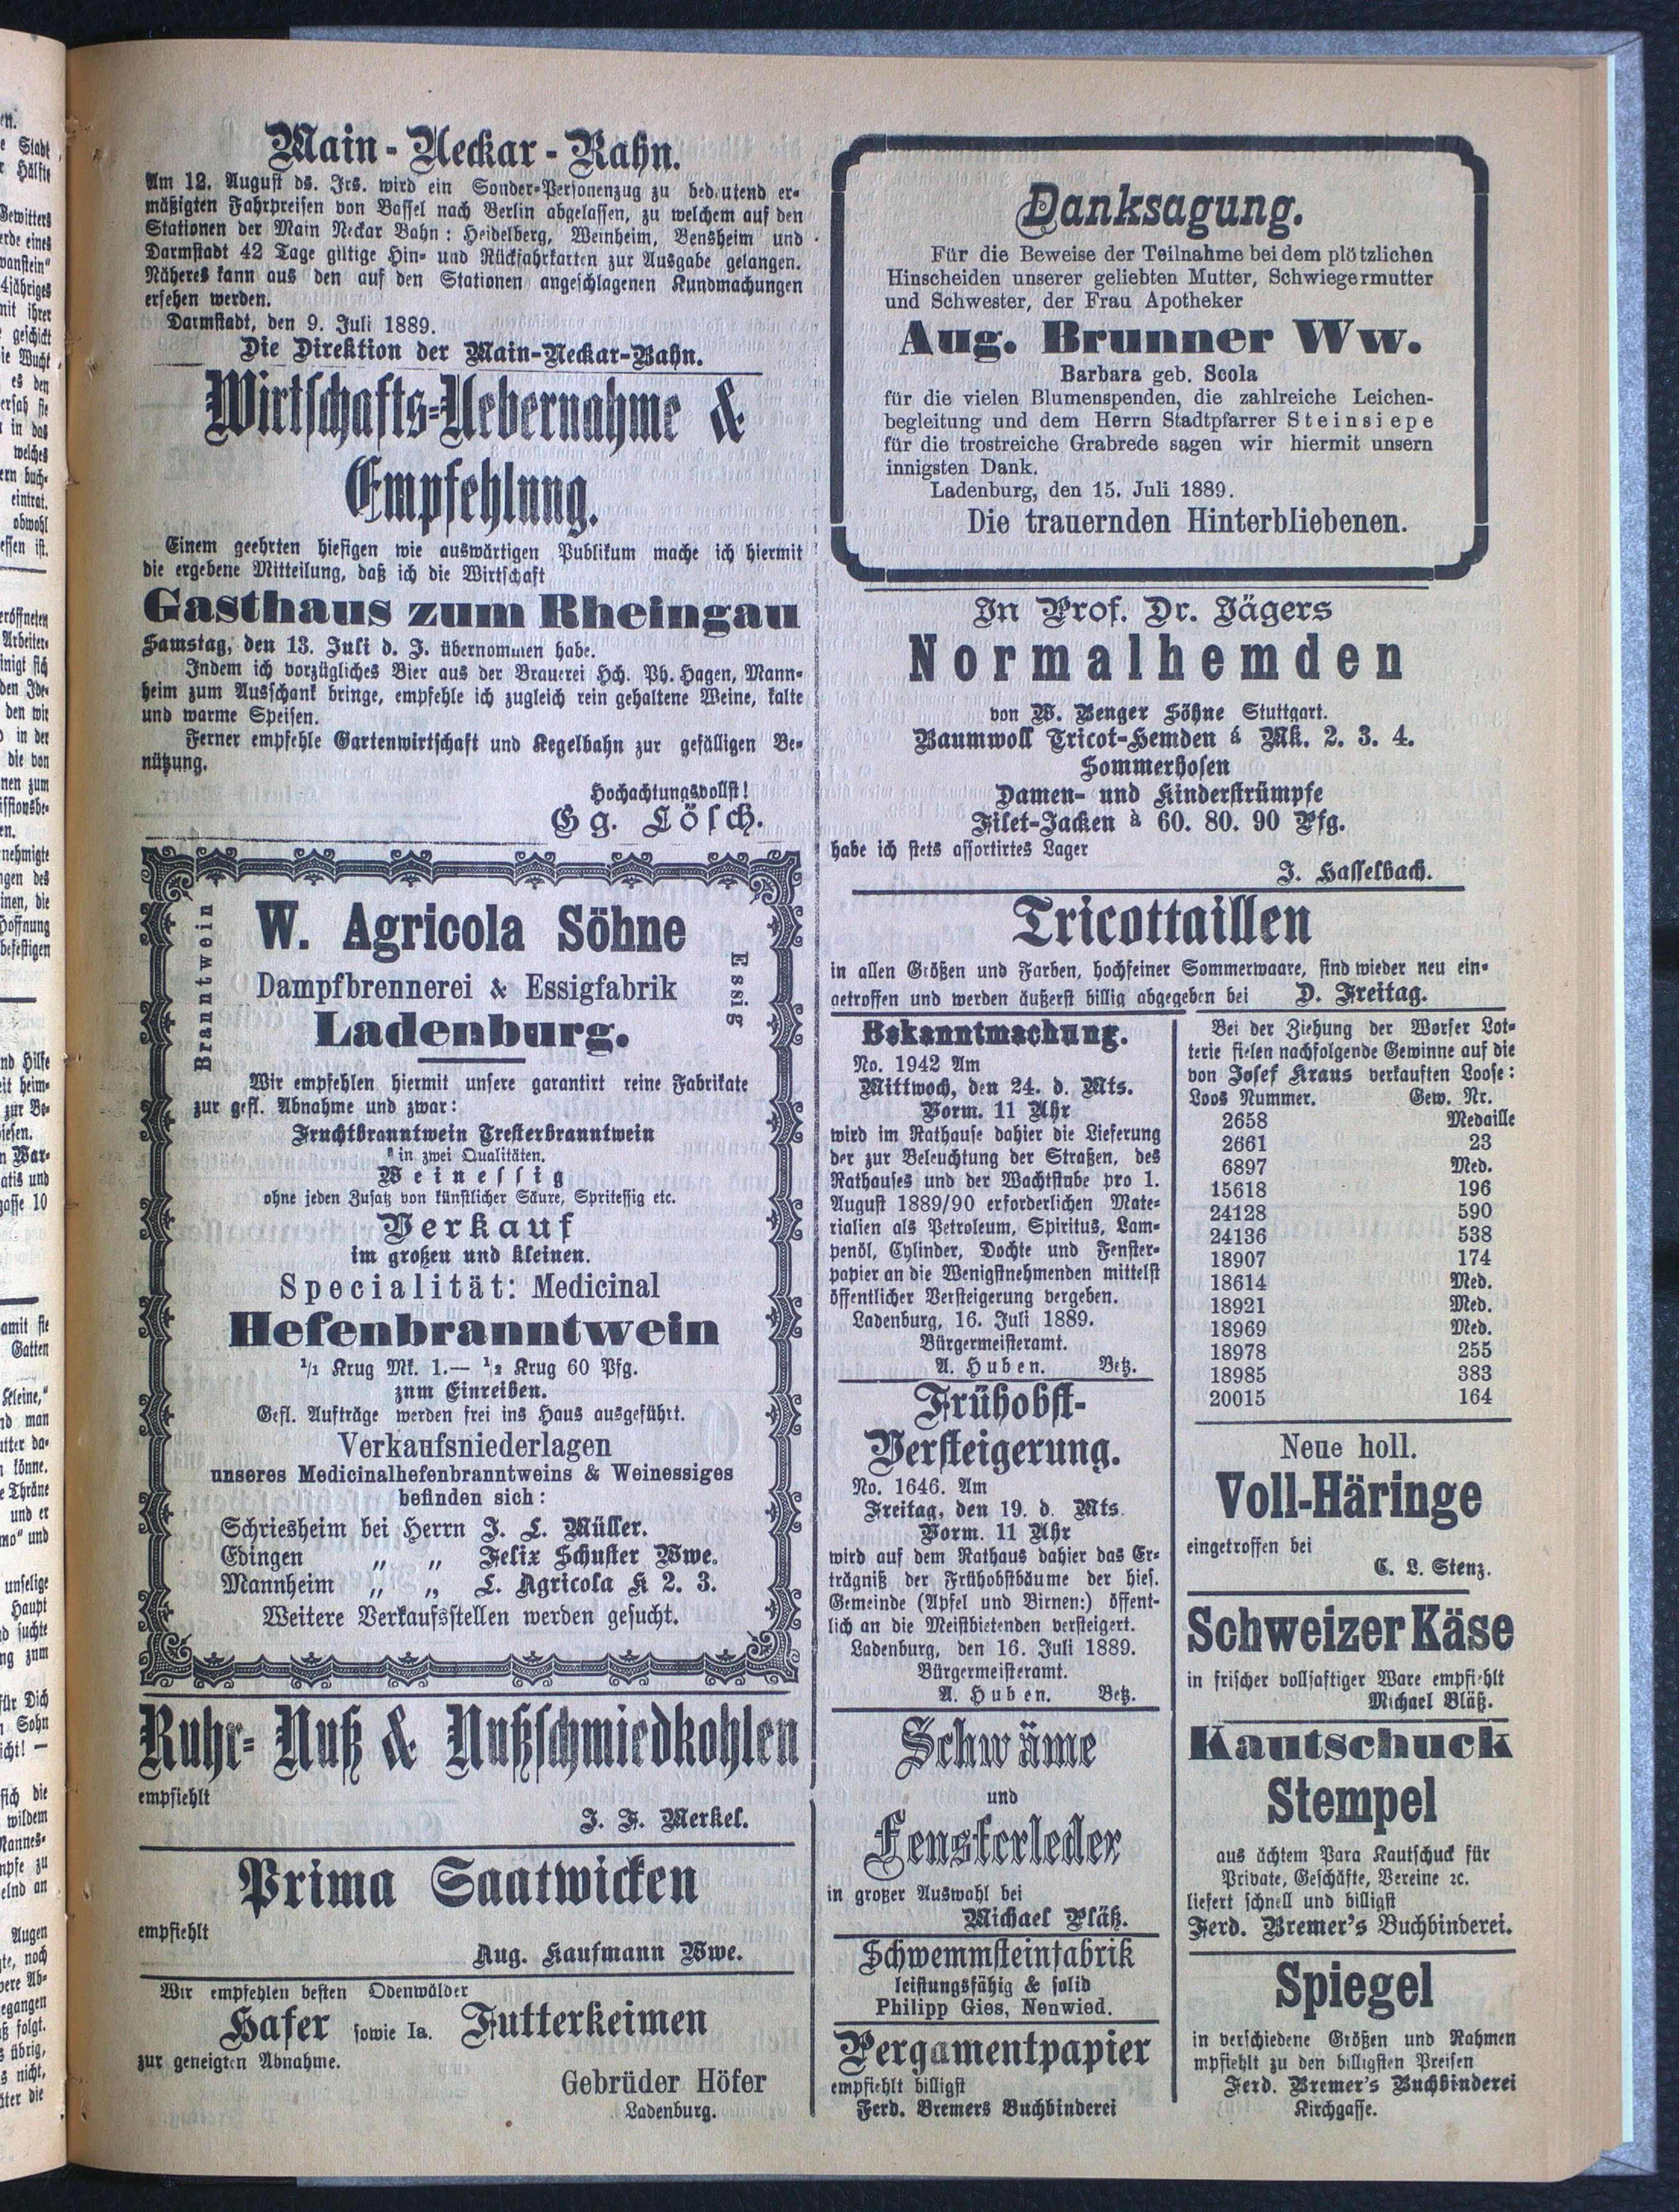 Main-Neckar-Bahn.
Am 12. August ds. Jrs. wird ein Sonder-Personenzug zu bedeutend er-
mäßigten Fahrpreisen von Bassel nach Berlin abgelassen, zu welchem auf den
Stationen der Main Neckar Bahn: Heidelberg, Weinheim, Bensheim und
Darmstadt 42 Tage giltige Hin- und Rückfahrkarten zur Ausgabe gelangen.
Näheres kann aus den auf den Stationen angeschlagenen Kundmachungen
ersehen werden.
Darmstadt, den 9. Juli 1889.
Die Direktion der Main-Neckar-Bahn.
Wirtschafts-Uebernahme &
Empfehlung.
Einem geehrten hiesigen wie auswärtigen Publikum mache ich hiermit
die ergebene Mitteilung, daß ich die Wirtschaft
Gasthaus zum Rheingau
Samstag, den 13. Juli d. J. übernommen habe.
Indem ich vorzügliches Bier aus der Brauerei Hch. Ph. Hagen, Mann-
heim zum Ausschank bringe, empfehle ich zugleich rein gehaltene Weine, kalte
und warme Speisen.
Ferner empfehle Gartenwirtschaft und Kegelbahn zur gefälligen Be-
nützung.
Hochachtungsvollst!
Gg. Lösch.
Branntwein
Essig
W. Agricola Söhne
Dampfbrennerei & Essigfabrik
Ladenburg.
Wir empfehlen hiermit unsere garantirt reine Fabrikate
zur gefl. Abnahme und zwar:
Fruchtbranntwein Tresterbranntwein
in zwei Qualitäten.
Weinessig
ohne jeden Zusatz von künstlicher Säure, Spritessig etc.
Verkauf
im großen und kleinen.
Specialität: Medicinal
Hefenbranntwein
1/1 Krug Mk. 1.— 1/2 Krug 60 Pfg.
zum Einreiben.
Gefl. Aufträge werden frei ins Haus ausgeführt.
Verkaufsniederlagen
unseres Medicinalhefenbranntweins & Weinessiges
befinden sich:
Schriesheim bei Herrn J. L. Müller.
Edingen „ „ Felix Schuster Wwe.
Mannheim „ „ L. Agricola K 2. 3.
Weitere Verkaufsstellen werden gesucht.
Ruhr- Nuß & Nußschmiedkohlen
empfiehlt
J. F. Merkel.
Prima Saatwicken
empfiehlt
Aug. Kaufmann Wwe.
Wir empfehlen besten Odenwälder
Hafer sowie Ia. Futterkeimen
zur geneigten Abnahme.
Gebrüder Höfer
Ladenburg.
Danksagung.
Für die Beweise der Teilnahme bei dem plötzlichen
Hinscheiden unserer geliebten Mutter, Schwiegermutter
und Schwester, der Frau Apotheker
Aug. Brunner Ww.
Barbara geb. Scola
für die vielen Blumenspenden, die zahlreiche Leichen-
begleitung und dem Herrn Stadtpfarrer Steinsiepe
für die trostreiche Grabrede sagen wir hiermit unsern
innigsten Dank.
Ladenburg, den 15. Juli 1889.
Die trauernden Hinterbliebenen.
In Prof. Dr. Jägers
Normalhemden
von W. Benger Söhne Stuttgart.
Baumwoll Tricot-Hemden á Mk. 2. 3. 4.
Sommerhosen
Damen- und Kinderstrümpfe
Filet-Jacken à 60. 80. 90 Pfg.
habe ich stets assortirtes Lager
J. Hasselbach.
Tricottaillen
in allen Größen und Farben, hochfeiner Sommerwaare, sind wieder neu ein-
getroffen und werden äußerst billig abgegeben bei D. Freitag.
Bekanntmachung.
No. 1942 Am
Mittwoch, den 24. d. Mts.
Vorm. 11 Uhr
wird im Rathause dahier die Lieferung
der zur Beleuchtung der Straßen, des
Rathauses und der Wachtstube pro 1.
August 1889/90 erforderlichen Mate-
rialien als Petroleum, Spiritus, Lam-
penöl, Cylinder, Dochte und Fenster-
papier an die Wenigstnehmenden mittelst
öffentlicher Versteigerung vergeben.
Ladenburg, 16. Juli 1889.
Bürgermeisteramt.
A. Huben. Betz.
Frühobst-
Versteigerung.
No. 1646. Am
Freitag, den 19. d. Mts.
Vorm. 11 Uhr
wird auf dem Rathaus dahier das Er-
trägniß der Frühobstbäume der hies.
Gemeinde (Apfel und Birnen:) öffent-
lich an die Meistbietenden versteigert.
Ladenburg, den 16. Juli 1889.
Bürgermeisteramt.
A. Huben. Betz.
Schwäme
und
Fensterleder
in großer Auswahl bei
Michael Bläß.
Schwemmsteinfabrik
leistungsfähig & solid
Philipp Gies, Neuwied.
Pergamentpapier
empfiehlt billigst
Ferd. Bremers Buchbinderei
Bei der Ziehung der Worser Lot-
terie fielen nachfolgende Gewinne auf die
von Josef Kraus verkauften Loose:
Loos Nummer. Gew. Nr.
2658 Medaille
2661 23
6897 Med.
15618 196
24128 590
24136 538
18907 174
18614 Med.
18921 Med.
18969 Med.
18978 255
18985 383
20015 164
Neue holl.
Voll-Häringe
eingetroffen bei
C. L. Stenz.
Schweizer Käse
in frischer vollsaftiger Ware empfiehlt
Michael Bläß.
Kautschuck
Stempel
aus ächtem Para Kautschuck für
Private, Geschäfte, Vereine ꝛc.
liefert schnell und billigst
Ferd. Bremer's Buchbinderei.
Spiegel
in verschiedene Größen und Rahmen
mpfiehlt zu den billigsten Preisen
Ferd. Bremer's Buchbinderei
Kirchgasse.